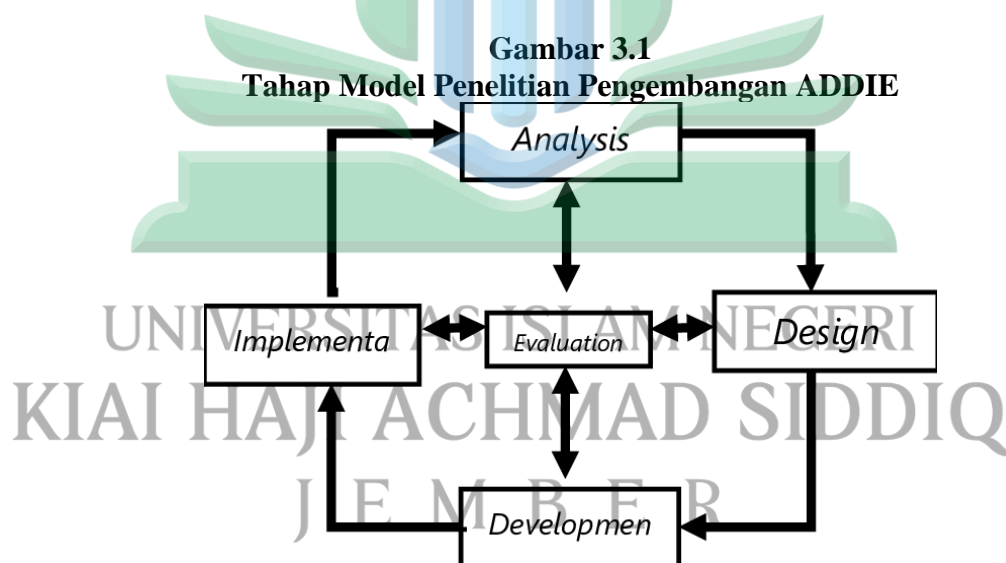 Gambar 3.1
Tahap Model Penelitian Pengembangan ADDIE
Analysis
UNIVERSITAS ISLAM NEGERI
Implementa
Evaluation
Design
KIAI HAJI ACHMAD SIDDIQ
J E M B E R
Developmen